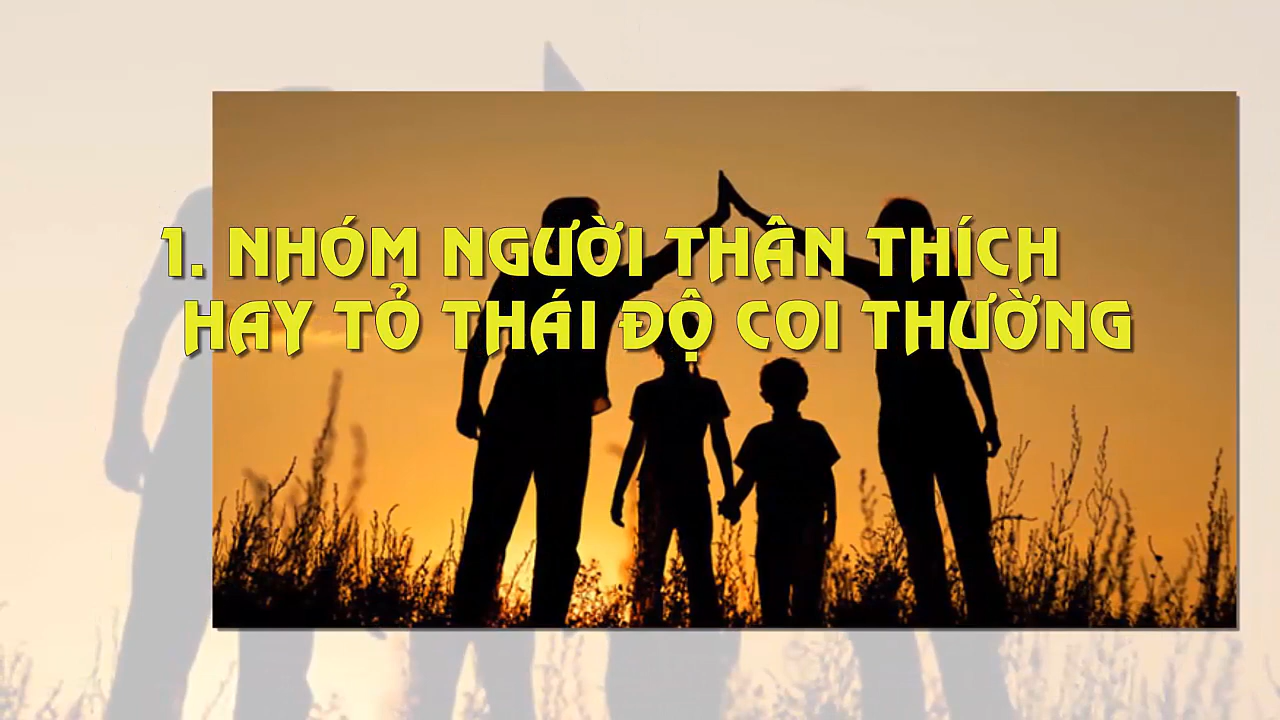 1. NHÓM NGƯỜI THÂN THÍCH
HAY TỎ THÁI ĐỘ COI THƯỜNG